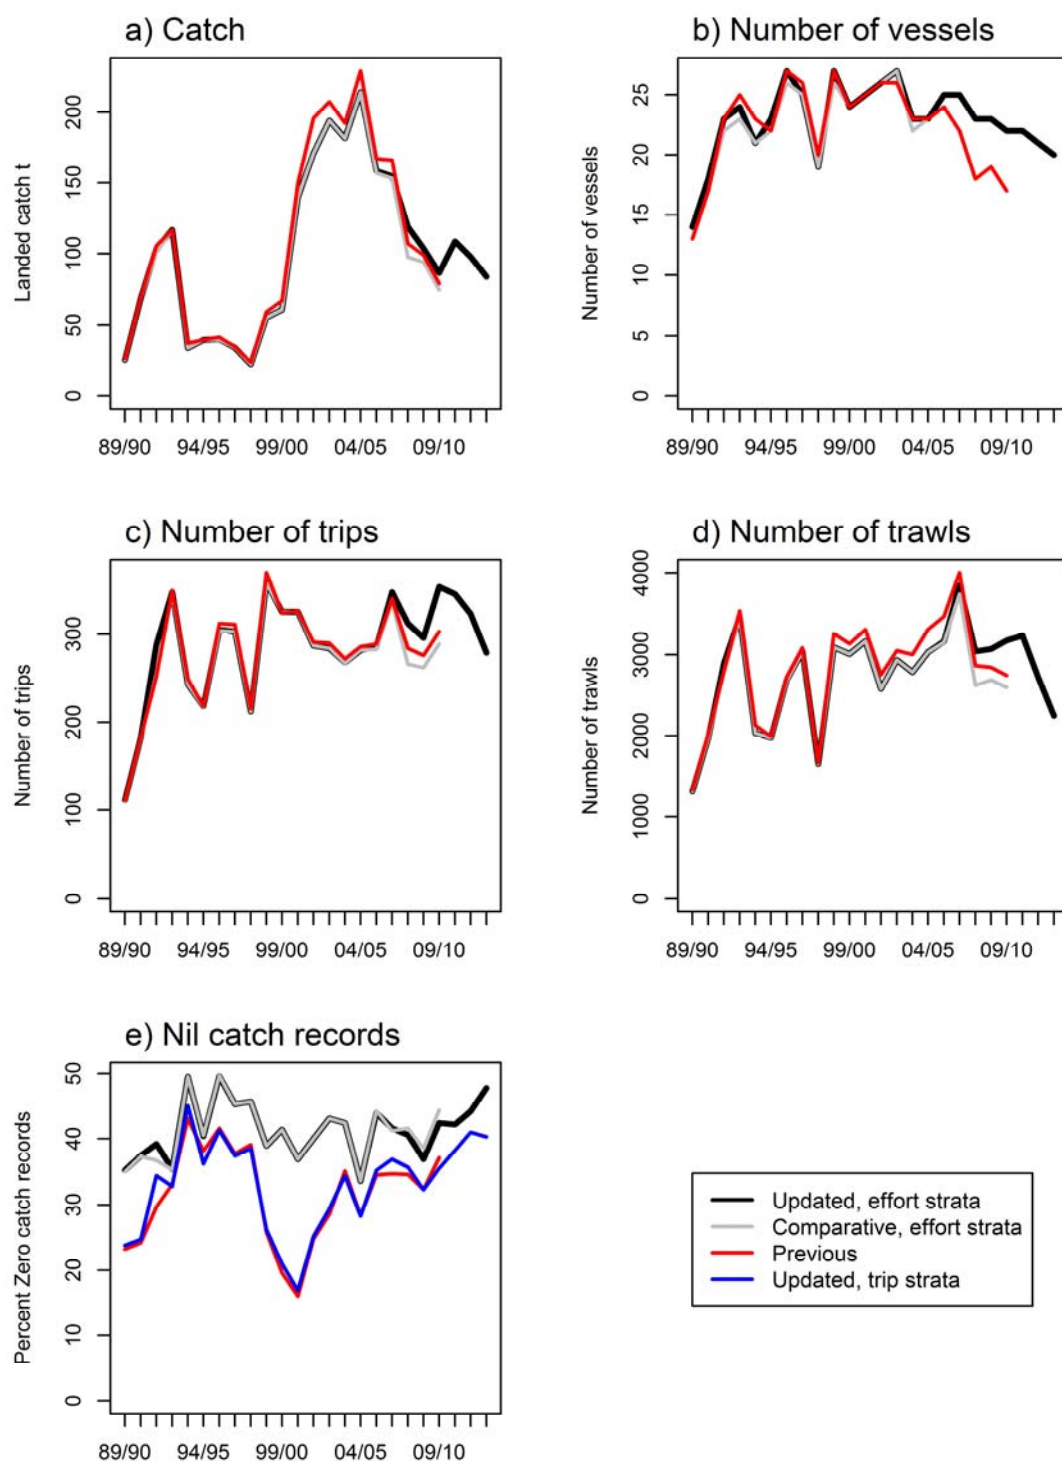 a) Catch
Landed catch t
0
50
100
150
200
89/90 94/95 99/00 04/05 09/10
b) Number of vessels
Number of vessels
0
5
10
15
20
25
89/90 94/95 99/00 04/05 09/10
c) Number of trips
Number of trips
0
100
200
300
89/90 94/95 99/00 04/05 09/10
d) Number of trawls
Number of trawls
0
1000
2000
3000
4000
89/90 94/95 99/00 04/05 09/10
e) Nil catch records
Percent Zero catch records
0
10
20
30
40
50
89/90 94/95 99/00 04/05 09/10
Updated, effort strata
Comparative, effort strata
Previous
Updated, trip strata